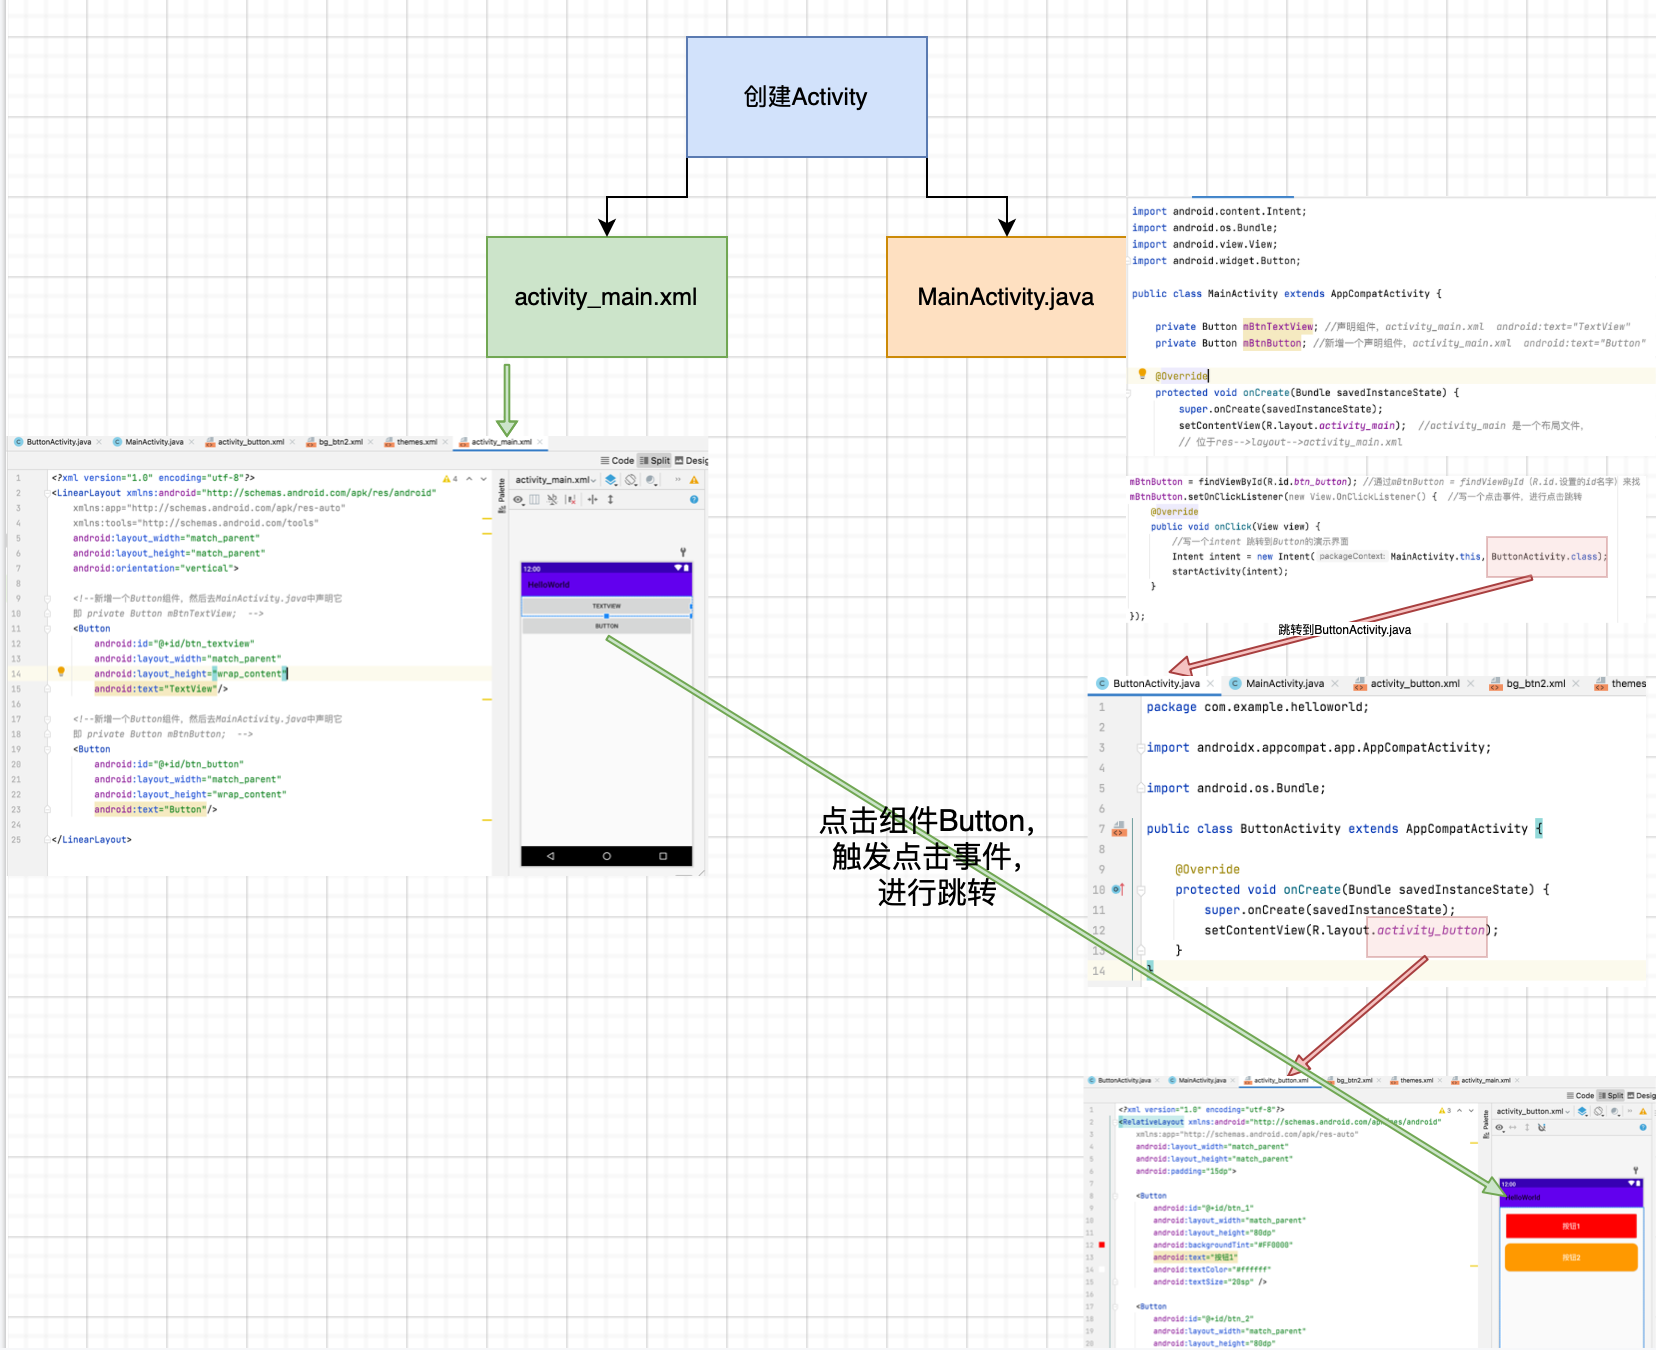 创建Activity
activity_main.xml
MainActivity.java
import android.content.Intent;
import android.os.Bundle;
import android.view.View;
import android.widget.Button;
public class MainActivity extends AppCompatActivity {
private Button mBtnTextView; //声明组件，activity_main.xml  android:text="TextView"
private Button mBtnButton; //新增一个声明组件，activity_main.xml  android:text="Button"
@Override
protected void onCreate(Bundle savedInstanceState) {
super.onCreate(savedInstanceState);
setContentView(R.layout.activity_main);  //activity_main 是一个布局文件，
// 位于res-->layout-->activity_main.xml
mBtnButton = findViewById(R.id.btn_button); //通过mBtnButton = findViewById（R.id.设置的id名字）来找
mBtnButton.setOnClickListener(new View.OnClickListener() {  //写一个点击事件，进行点击跳转
@Override
public void onClick(View view) {
//写一个intent 跳转到Button的演示界面
Intent intent = new Intent( packageContext: MainActivity.this, ButtonActivity.class);
startActivity(intent);
}
});
跳转到ButtonActivity.java
ButtonActivity.java MainActivity.java activity_button.xml bg_btn2.xml themes.xml activity_main.xml
Code Split Desig
1 <?xml version="1.0" encoding="utf-8"?> 4
2 <LinearLayout xmlns:android="http://schemas.android.com/apk/res/android"
3 xmlns:app="http://schemas.android.com/apk/res-auto"
4 xmlns:tools="http://schemas.android.com/tools"
5 android:layout_width="match_parent"
6 android:layout_height="match_parent"
7 android:orientation="vertical">
8
9 <!--新增一个Button组件，然后去MainActivity.java中声明它
10 即 private Button mBtnTextView;  -->
11 <Button
12 android:id="@+id/btn_textview"
13 android:layout_width="match_parent"
14 android:layout_height="wrap_content"
15 android:text="TextView"/>
16
17 <!--新增一个Button组件，然后去MainActivity.java中声明它
18 即 private Button mBtnButton;  -->
19 <Button
20 android:id="@+id/btn_button"
21 android:layout_width="match_parent"
22 android:layout_height="wrap_content"
23 android:text="Button"/>
24
25 </LinearLayout>
Palette
activity_main.xml
12:00
HelloWorld
TEXTVIEW
BUTTON
点击组件Button，
触发点击事件，
进行跳转
ButtonActivity.java MainActivity.java activity_button.xml bg_btn2.xml themes
1 package com.example.helloworld;
2
3 import androidx.appcompat.app.AppCompatActivity;
4
5 import android.os.Bundle;
6
7 public class ButtonActivity extends AppCompatActivity {
8
9 @Override
10 protected void onCreate(Bundle savedInstanceState) {
11 super.onCreate(savedInstanceState);
12 setContentView(R.layout.activity_button);
13 }
14 }
ButtonActivity.java MainActivity.java activity_button.xml bg_btn2.xml themes.xml activity_main.xml
Code Split Desig
1 <?xml version="1.0" encoding="utf-8"?> 3
2 <RelativeLayout xmlns:android="http://schemas.android.com/apk/res/android"
3 xmlns:app="http://schemas.android.com/apk/res-auto"
4 android:layout_width="match_parent"
5 android:layout_height="match_parent"
6 android:padding="15dp">
7
8 <Button
9 android:id="@+id/btn_1"
10 android:layout_width="match_parent"
11 android:layout_height="80dp"
12 android:backgroundTint="#FF0000"
13 android:text="按钮1"
14 android:textColor="#ffffff"
15 android:textSize="20sp" />
16
17 <Button
18 android:id="@+id/btn_2"
19 android:layout_width="match_parent"
20 android:layout_height="80dp"
Palette
activity_button.xml
12:00
HelloWorld
按钮1
按钮2